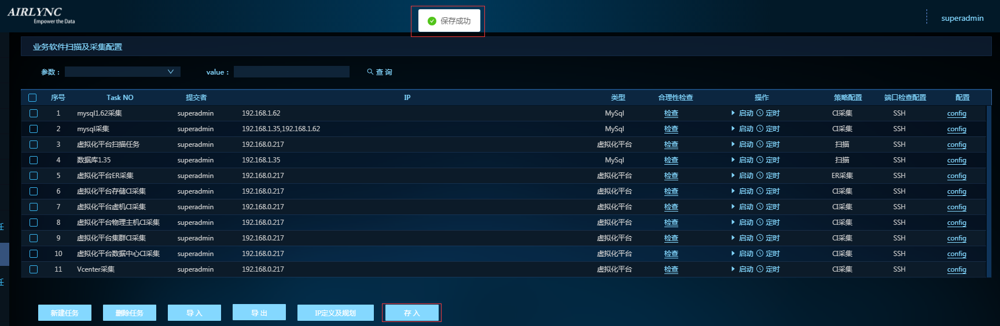 AIRLYNC
Empower the Data
保存成功
superadmin
业务软件扫描及采集配置
参数： value： 查 询
序号 Task NO 提交者 IP 类型 合理性检查 操作 策略配置 端口检查配置 配置
1 mysql1.62采集 superadmin 192.168.1.62 MySql 检查 启动 定时 CI采集 SSH config
2 mysql采集 superadmin 192.168.1.35,192.168.1.62 MySql 检查 启动 定时 CI采集 SSH config
3 虚拟化平台扫描任务 superadmin 192.168.0.217 虚拟化平台 检查 启动 定时 扫描 SSH config
4 数据库1.35 superadmin 192.168.1.35 MySql 检查 启动 定时 扫描 SSH config
5 虚拟化平台ER采集 superadmin 192.168.0.217 虚拟化平台 检查 启动 定时 ER采集 SSH config
6 虚拟化平台存储CI采集 superadmin 192.168.0.217 虚拟化平台 检查 启动 定时 CI采集 SSH config
7 虚拟化平台虚机CI采集 superadmin 192.168.0.217 虚拟化平台 检查 启动 定时 CI采集 SSH config
任 8 虚拟化平台物理主机CI采集 superadmin 192.168.0.217 虚拟化平台 检查 启动 定时 CI采集 SSH config
9 虚拟化平台集群CI采集 superadmin 192.168.0.217 虚拟化平台 检查 启动 定时 CI采集 SSH config
10 虚拟化平台数据中心CI采集 superadmin 192.168.0.217 虚拟化平台 检查 启动 定时 CI采集 SSH config
11 Vcenter采集 superadmin 192.168.0.217 虚拟化平台 检查 启动 定时 CI采集 SSH config
任
新建任务 删除任务 导 入 导 出 IP定义及规划 存 入